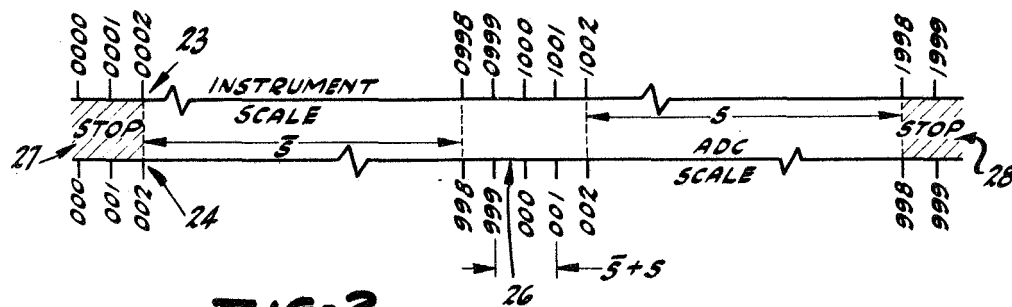 0000 0001 0002 23 0998 0999 1000 1001 1002 1998 1999
INSTRUMENT
SCALE
STOP S STOP
27 S̄ ADC
SCALE 28
000 001 002 24 998 999 000 001 002 998 999
S̄+S
26
FIG-2